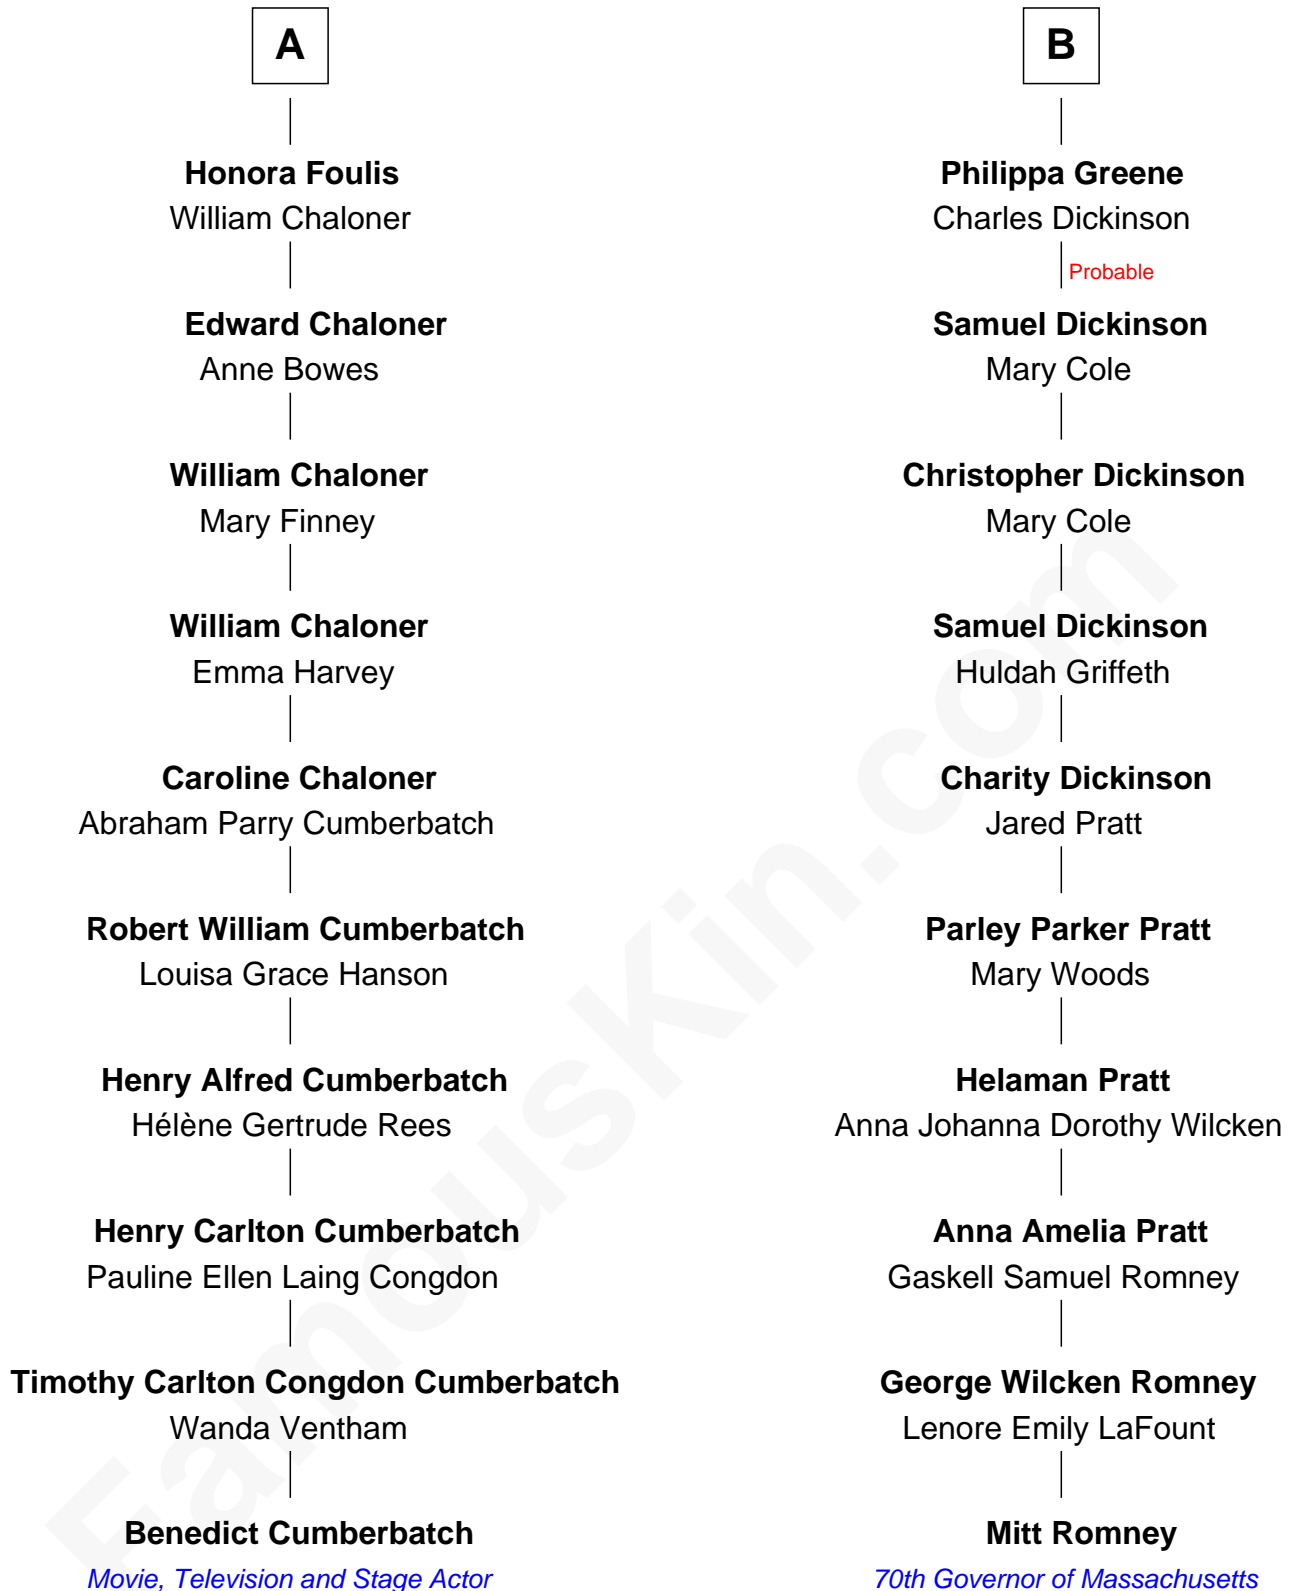 A
Honora Foulis
William Chaloner
Edward Chaloner
Anne Bowes
William Chaloner
Mary Finney
William Chaloner
Emma Harvey
Caroline Chaloner
Abraham Parry Cumberbatch
Robert William Cumberbatch
Louisa Grace Hanson
Henry Alfred Cumberbatch
Hélène Gertrude Rees
Henry Carlton Cumberbatch
Pauline Ellen Laing Congdon
Timothy Carlton Congdon Cumberbatch
Wanda Ventham
Benedict Cumberbatch
Movie, Television and Stage Actor
B
Philippa Greene
Charles Dickinson
Probable
Samuel Dickinson
Mary Cole
Christopher Dickinson
Mary Cole
Samuel Dickinson
Huldah Griffeth
Charity Dickinson
Jared Pratt
Parley Parker Pratt
Mary Woods
Helaman Pratt
Anna Johanna Dorothy Wilcken
Anna Amelia Pratt
Gaskell Samuel Romney
George Wilcken Romney
Lenore Emily LaFount
Mitt Romney
70th Governor of Massachusetts
FamousKin.com